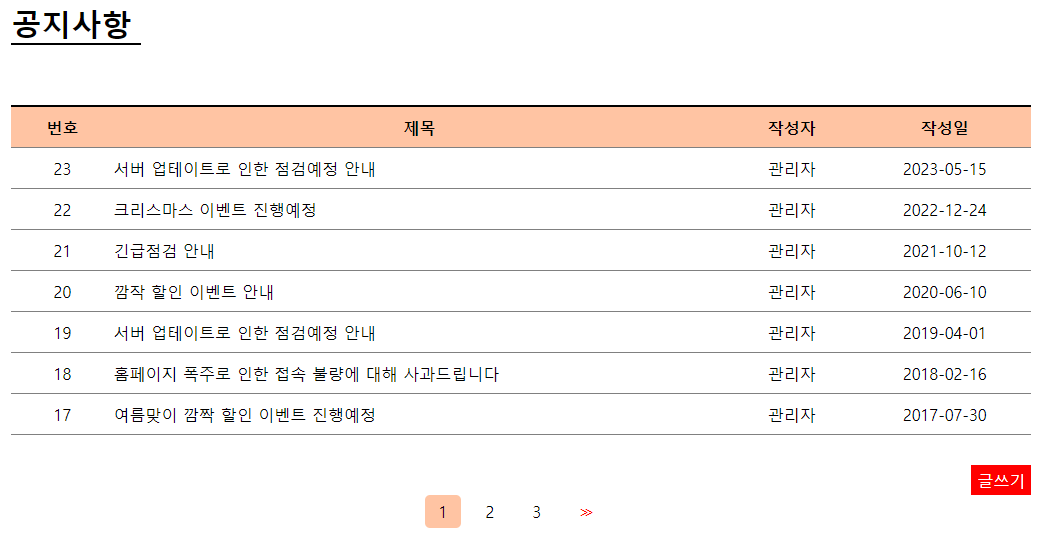 공지사항
번호 제목 작성자 작성일
23 서버 업테이트로 인한 점검예정 안내 관리자 2023-05-15
22 크리스마스 이벤트 진행예정 관리자 2022-12-24
21 긴급점검 안내 관리자 2021-10-12
20 깜작 할인 이벤트 안내 관리자 2020-06-10
19 서버 업테이트로 인한 점검예정 안내 관리자 2019-04-01
18 홈페이지 폭주로 인한 접속 불량에 대해 사과드립니다 관리자 2018-02-16
17 여름맞이 깜짝 할인 이벤트 진행예정 관리자 2017-07-30
글쓰기
1 2 3 ≫